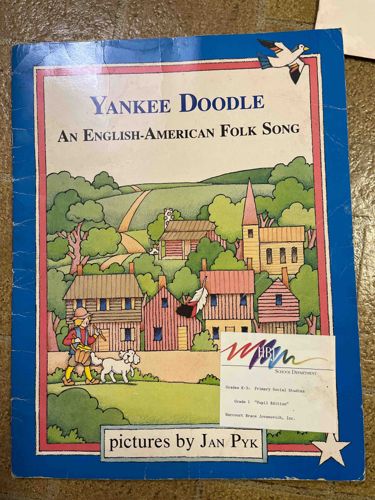 YANKEE DOODLE
AN ENGLISH-AMERICAN FOLK SONG
HBJ
SCHOOL DEPARTMENT
Grades K-3: Primary Social Studies
Grade 1 "Pupil Edition"
Harcourt Brace Jovanovich, Inc.
pictures by JAN PYK